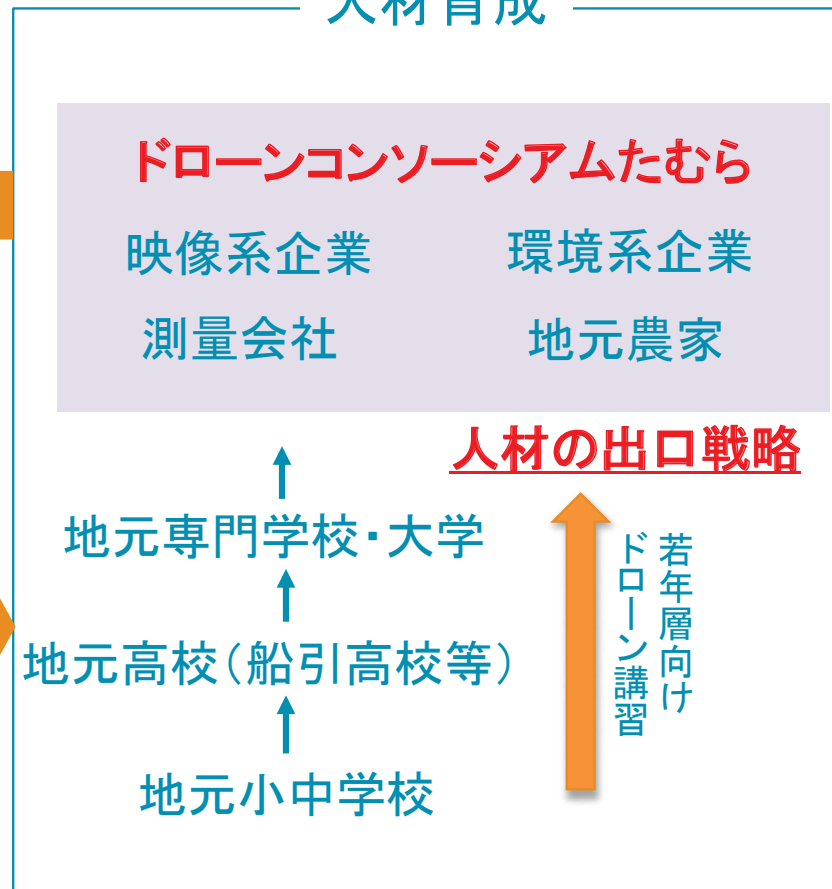 人材育成
ドローンコンソーシアムたむら
映像系企業 環境系企業
測量会社 地元農家
人材の出口戦略
地元専門学校・大学
若年層向け
ドローン講習
地元高校（船引高校等）
地元小中学校